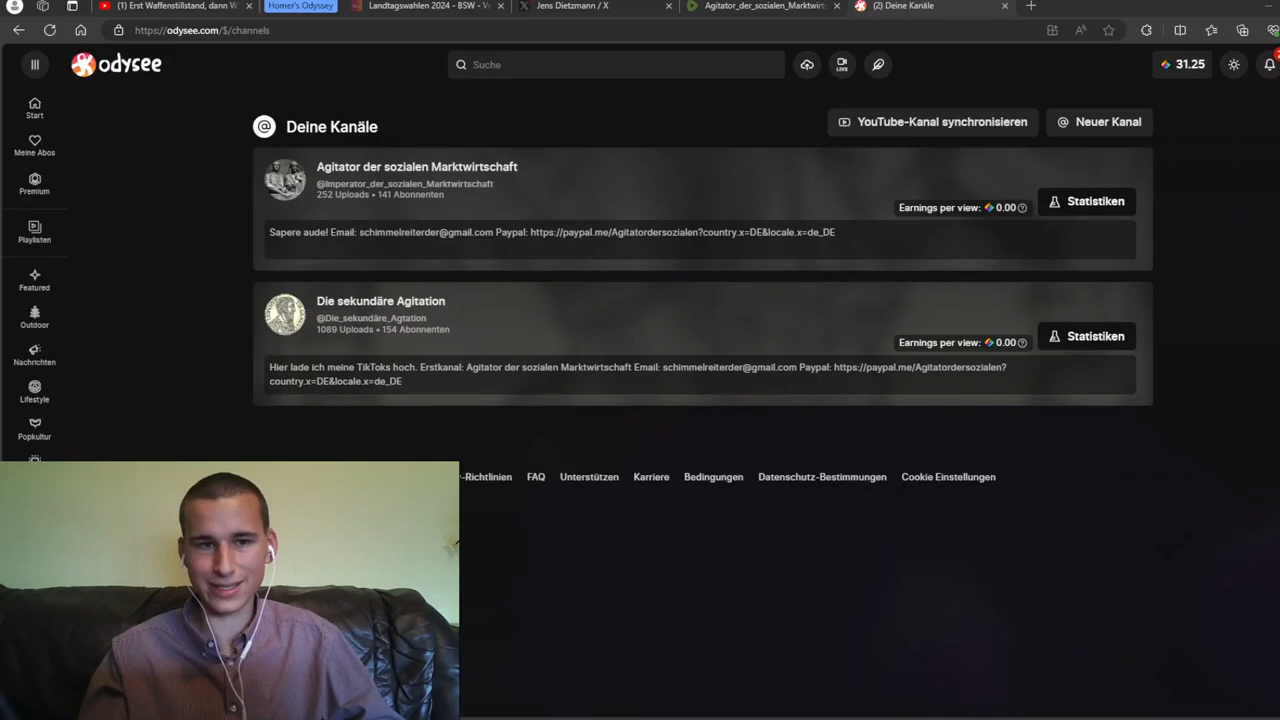 (1) Erst Waffenstillstand, dann W
Homer's Odyssey
Landtagswahlen 2024 - BSW - V
Jens Dietzmann / X
Agitator_der_sozialen_Marktwirts
(2) Deine Kanäle
https://odysee.com/$/channels
odysee
Suche
LIVE
31.25
2
Start
Meine Abos
Premium
Playlisten
Featured
Outdoor
Nachrichten
Lifestyle
Popkultur
Deine Kanäle
YouTube-Kanal synchronisieren
Neuer Kanal
Agitator der sozialen Marktwirtschaft
@Imperator_der_sozialen_Marktwirtschaft
252 Uploads • 141 Abonnenten
Earnings per view: 0.00
Statistiken
Sapere aude! Email: schimmelreiterder@gmail.com Paypal: https://paypal.me/Agitatordersozialen?country.x=DE&locale.x=de_DE
Die sekundäre Agitation
@Die_sekundäre_Agtation
1089 Uploads • 154 Abonnenten
Earnings per view: 0.00
Statistiken
Hier lade ich meine TikToks hoch. Erstkanal: Agitator der sozialen Marktwirtschaft Email: schimmelreiterder@gmail.com Paypal: https://paypal.me/Agitatordersozialen?
country.x=DE&locale.x=de_DE
-Richtlinien
FAQ
Unterstützen
Karriere
Bedingungen
Datenschutz-Bestimmungen
Cookie Einstellungen